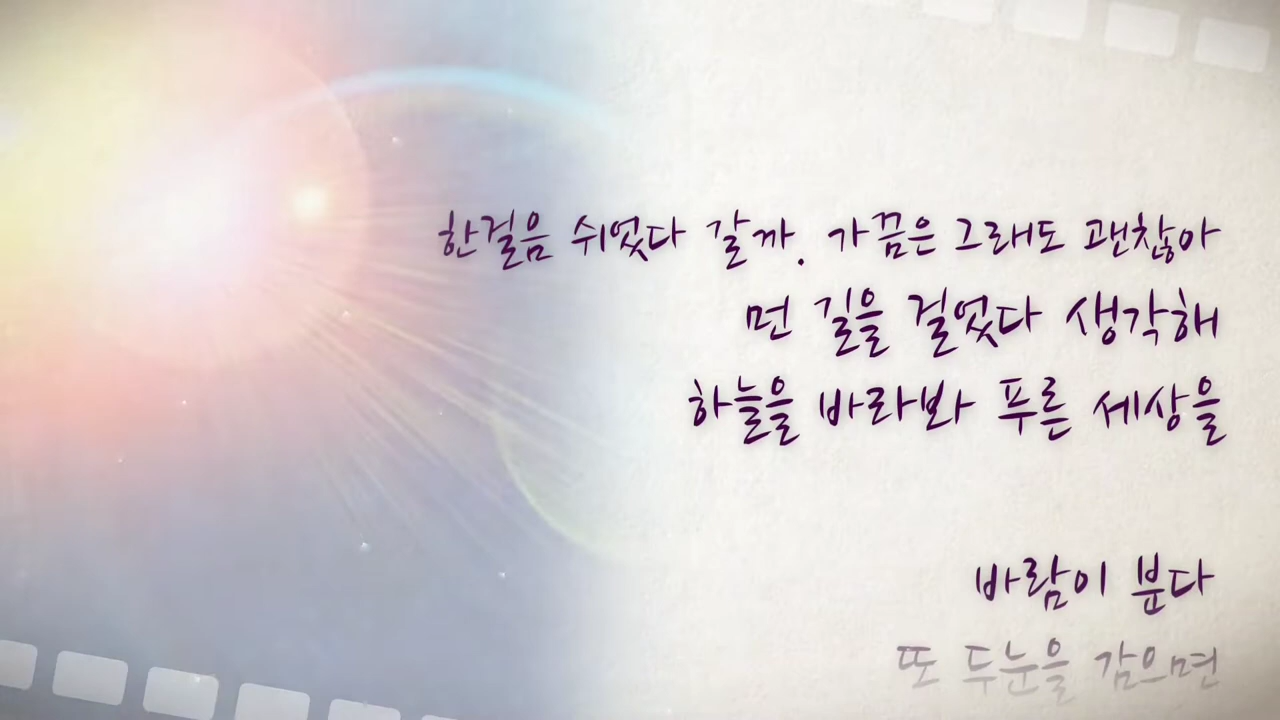 한걸음 쉬었다 갈까. 가끔은 그래도 괜찮아
먼 길을 걸었다 생각해
하늘을 바라봐 푸른 세상을
바람이 분다
또 두눈을 감으면